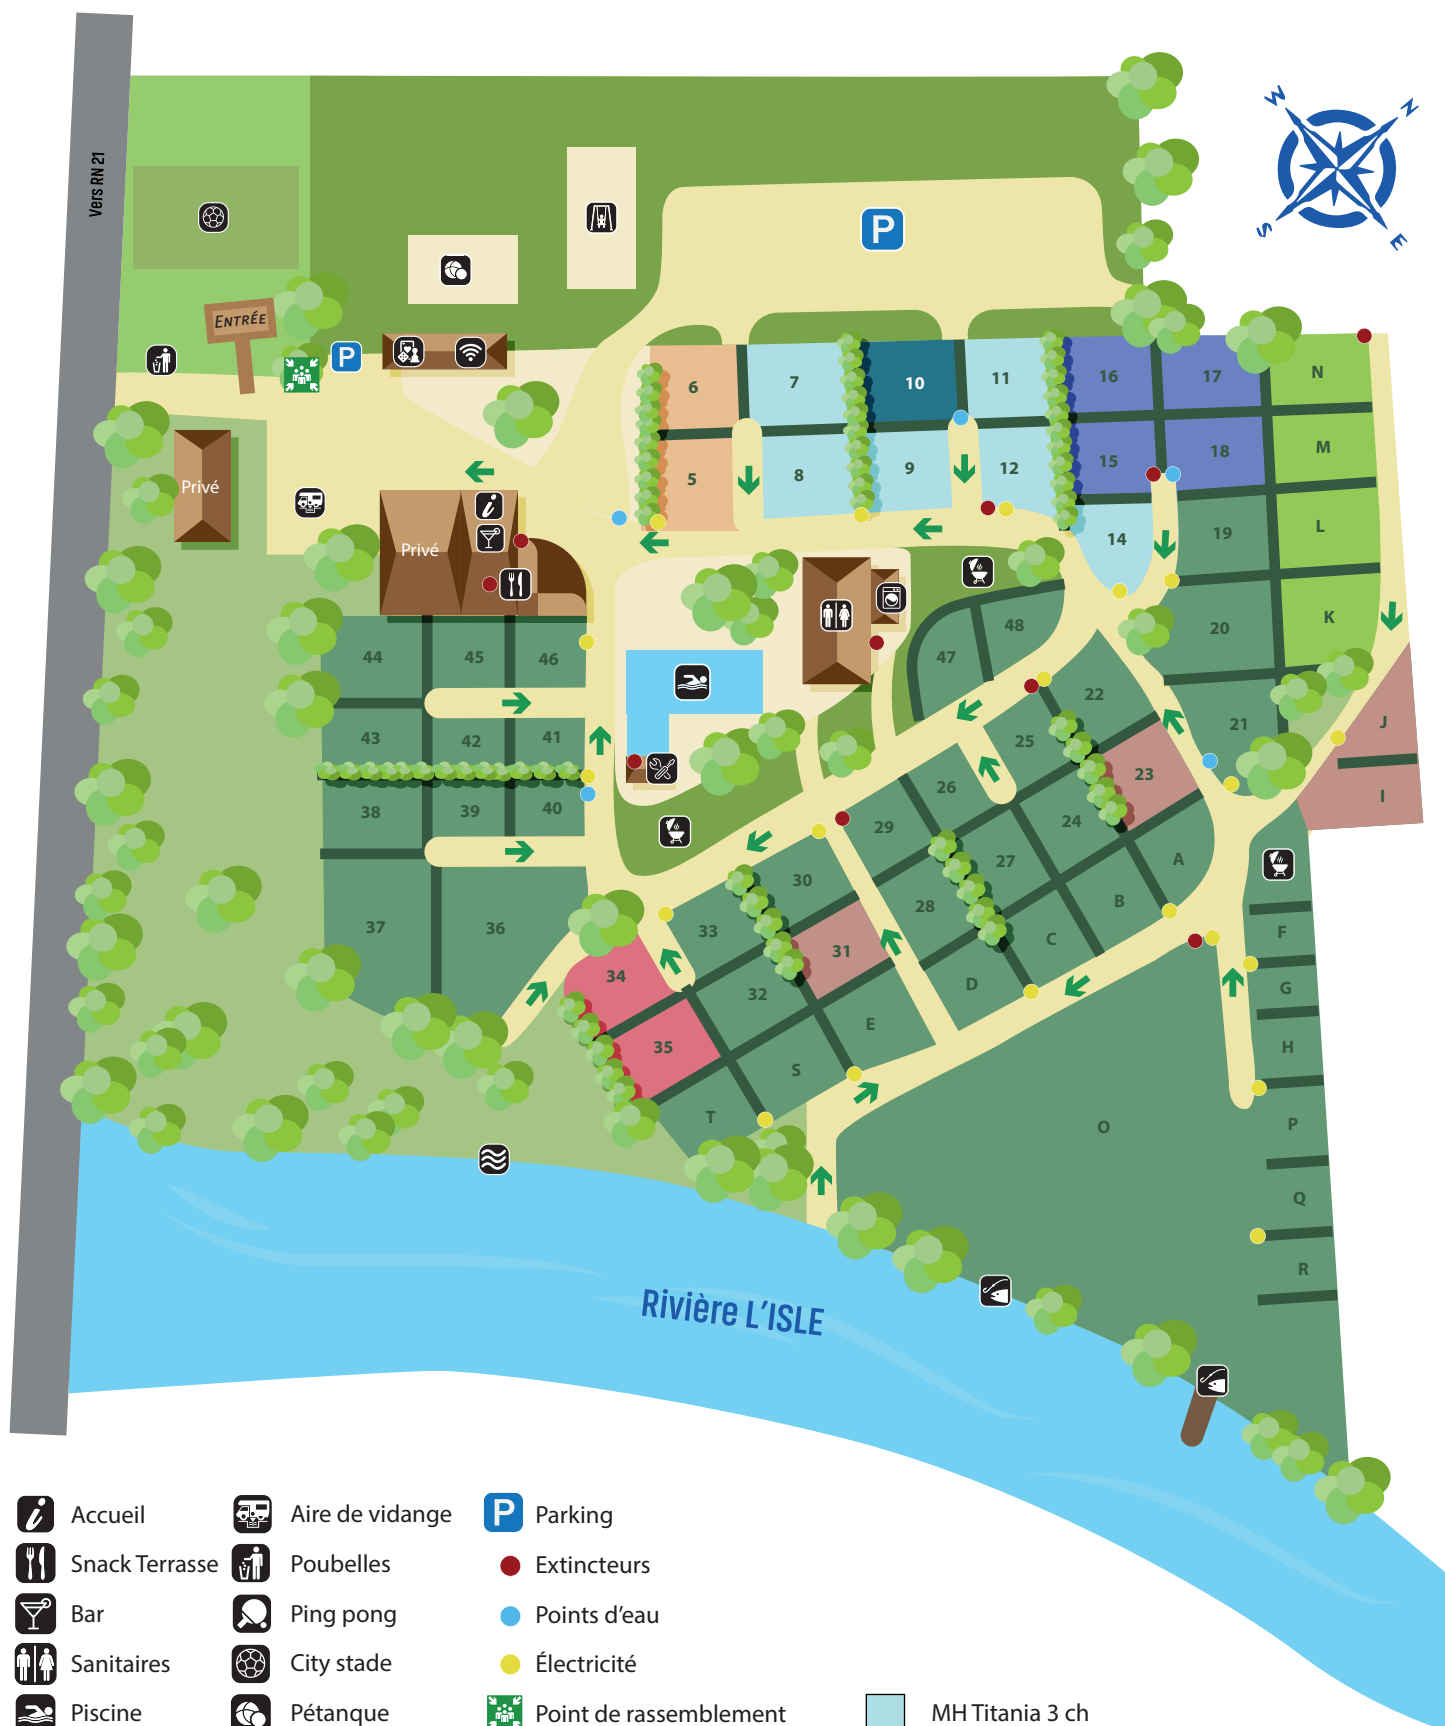 W
N
S
E
Vers RN 21
P
ENTRÉE
P
Privé
Privé
6
7
10
11
16
17
N
5
8
9
12
15
18
M
14
19
L
20
K
48
47
44
45
46
22
21
J
43
42
41
25
23
I
38
39
40
26
24
29
27
A
30
28
B
F
37
36
33
31
C
34
32
D
G
35
E
H
S
T
O
P
Q
R
Rivière L'ISLE
Accueil
Aire de vidange
P
Parking
Snack Terrasse
Poubelles
Extincteurs
Bar
Ping pong
Points d'eau
Sanitaires
City stade
Électricité
Piscine
Pétanque
Point de rassemblement
MH Titania 3 ch